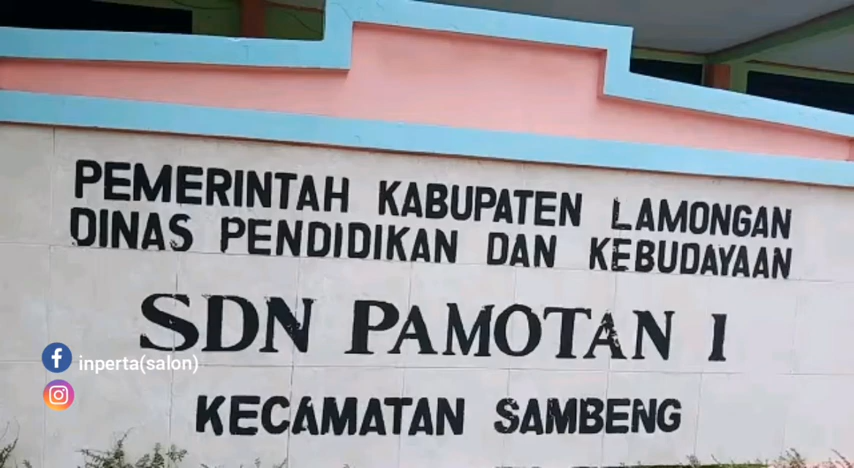 PEMERINTAH KABUPATEN LAMONGAN
DINAS PENDIDIKAN DAN KEBUDAYAAN
SDN PAMOTAN I
inperta(salon)
KECAMATAN SAMBENG